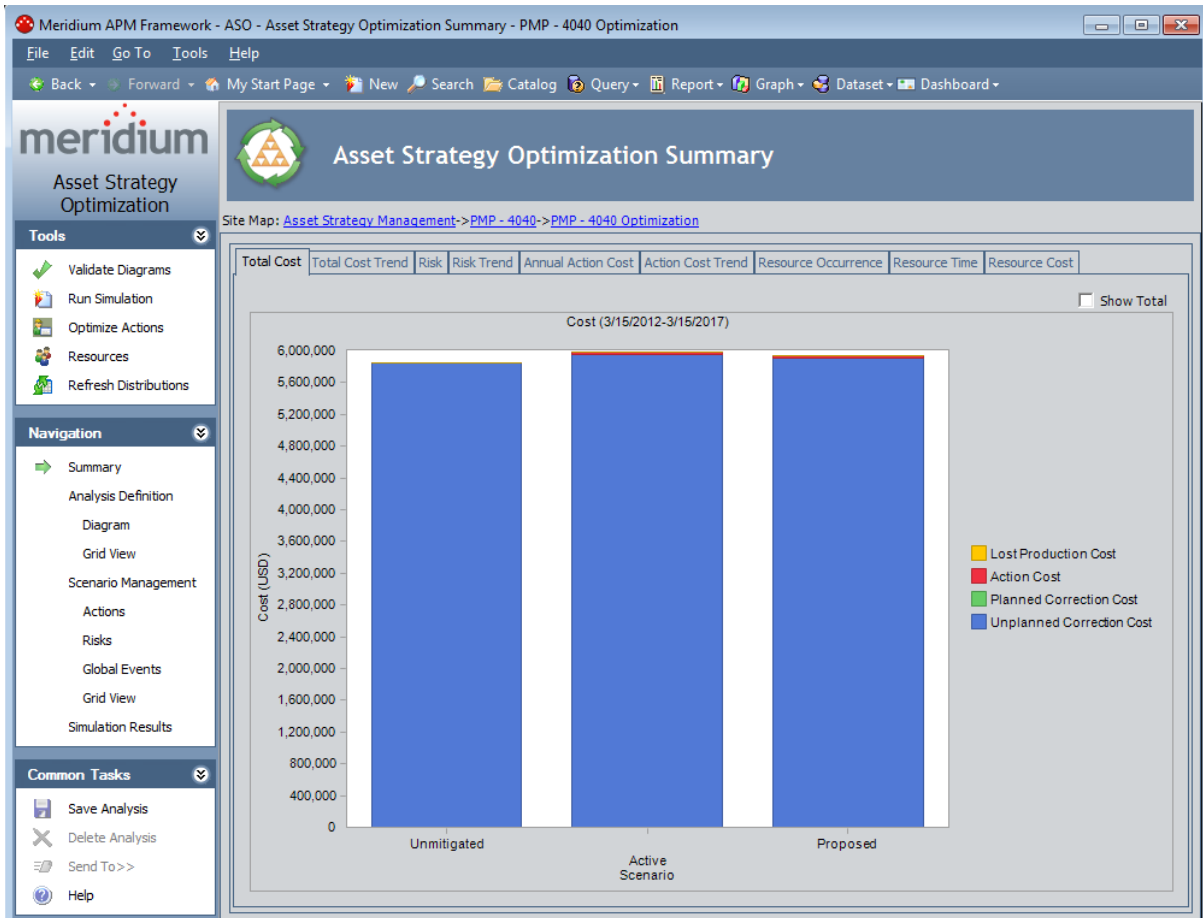 Meridium APM Framework - ASO - Asset Strategy Optimization Summary - PMP - 4040 Optimization
File Edit Go To Tools Help
Back Forward My Start Page New Search Catalog Query Report Graph Dataset Dashboard
meridium
Asset Strategy
Optimization
Tools
Validate Diagrams
Run Simulation
Optimize Actions
Resources
Refresh Distributions
Navigation
Summary
Analysis Definition
Diagram
Grid View
Scenario Management
Actions
Risks
Global Events
Grid View
Simulation Results
Common Tasks
Save Analysis
Delete Analysis
Send To>>
Help
Asset Strategy Optimization Summary
Site Map: Asset Strategy Management->PMP - 4040->PMP - 4040 Optimization
Total Cost Total Cost Trend Risk Risk Trend Annual Action Cost Action Cost Trend Resource Occurrence Resource Time Resource Cost
Show Total
Cost (3/15/2012-3/15/2017)
Cost (USD)
6,000,000
5,600,000
5,200,000
4,800,000
4,400,000
4,000,000
3,600,000
3,200,000
2,800,000
2,400,000
2,000,000
1,600,000
1,200,000
800,000
400,000
0
Unmitigated
Active
Proposed
Scenario
Lost Production Cost
Action Cost
Planned Correction Cost
Unplanned Correction Cost